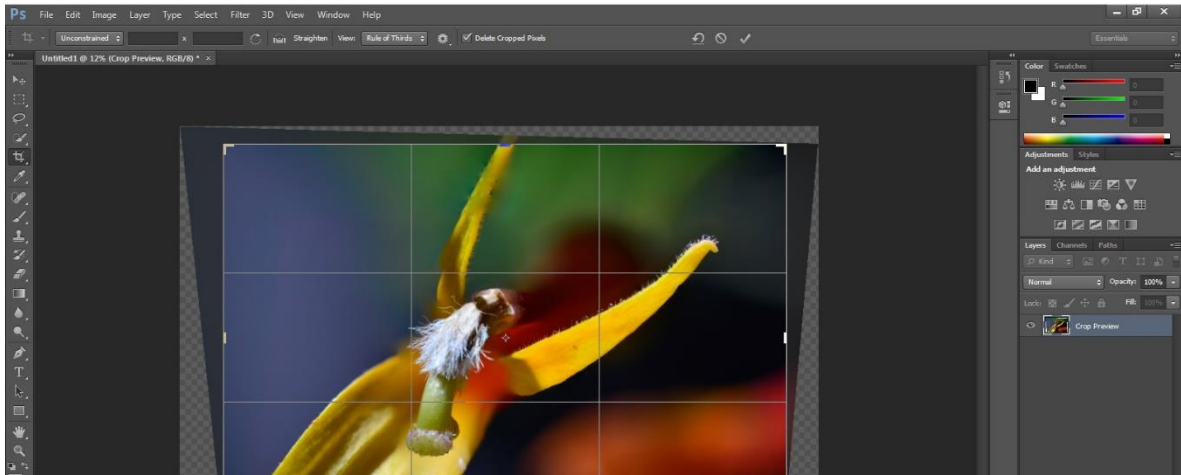 Ps File Edit Image Layer Type Select Filter 3D View Window Help
Unconstrained x Straighten View: Rule of Thirds Delete Cropped Pixels Essentials
Untitled1 @ 12% (Crop Preview, RGB/8) * ×
Color Swatches
R 0
G 0
B 0
Adjustments Styles
Add an adjustment
Layers Channels Paths
Kind
Normal Opacity: 100%
Lock: Fill: 100%
Crop Preview